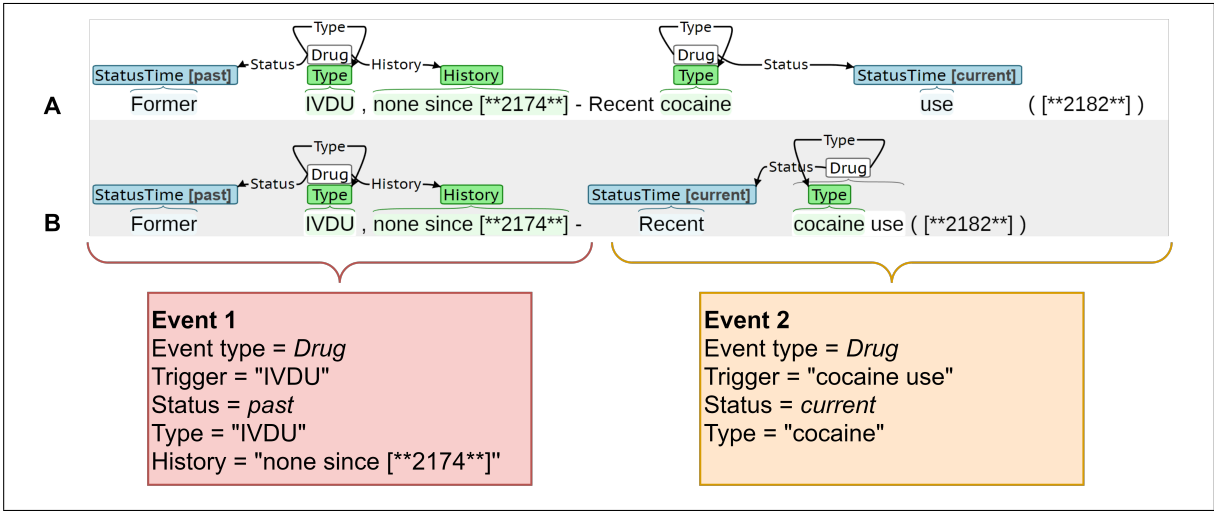 Type Type
Drug Drug
StatusTime [past] Status Type History History Type Status StatusTime [current]
A Former IVDU , none since [**2174**] - Recent cocaine use ( [**2182**] )
Type Type
Drug Status Drug
StatusTime [past] Status Type History History StatusTime [current] Type
B Former IVDU , none since [**2174**] - Recent cocaine use ( [**2182**] )
Event 1
Event type = Drug
Trigger = "IVDU"
Status = past
Type = "IVDU"
History = "none since [**2174**]"
Event 2
Event type = Drug
Trigger = "cocaine use"
Status = current
Type = "cocaine"